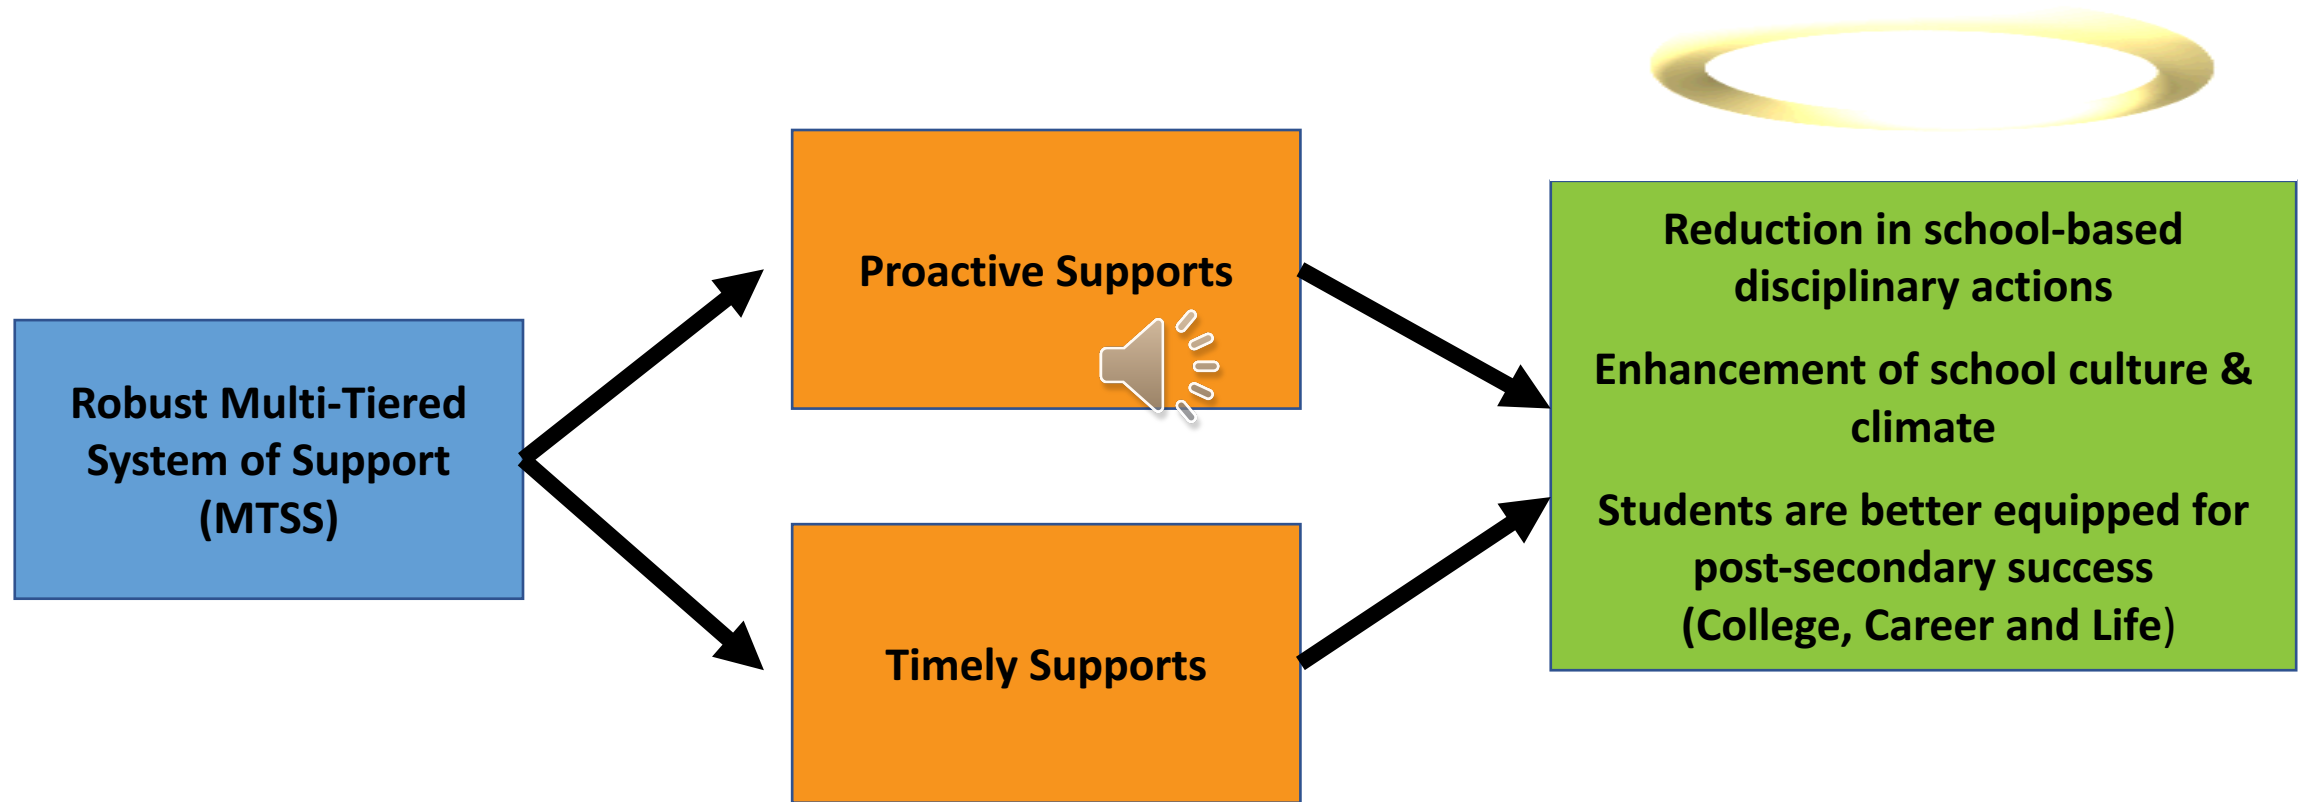 Robust Multi-Tiered
System of Support
(MTSS)
Proactive Supports
Timely Supports
Reduction in school-based
disciplinary actions
Enhancement of school culture &
climate
Students are better equipped for
post-secondary success
(College, Career and Life)